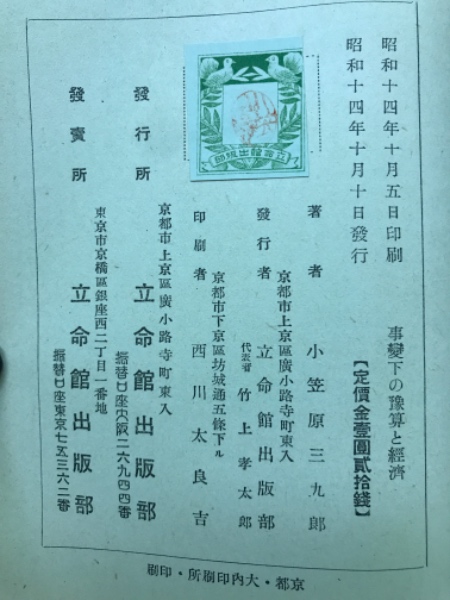 昭和十四年十月五日印刷
昭和十四年十月十日發行
事變下の豫算と經濟
【定價金壹圓貳拾錢】
著者 小笠原三九郎
京都市上京區廣小路寺町東入
發行者 立命館出版部
代表者 竹上孝太郎
京都市下京區坊城通五條下ル
印刷者 西川太良吉
立命館出版部
京都市上京區廣小路寺町東入
發行所 立命館出版部
振替口座大阪二六九四四番
東京市京橋區銀座西二丁目一番地
發賣所 立命館出版部
振替口座東京七五三六二番
京都・大内印刷所・印刷